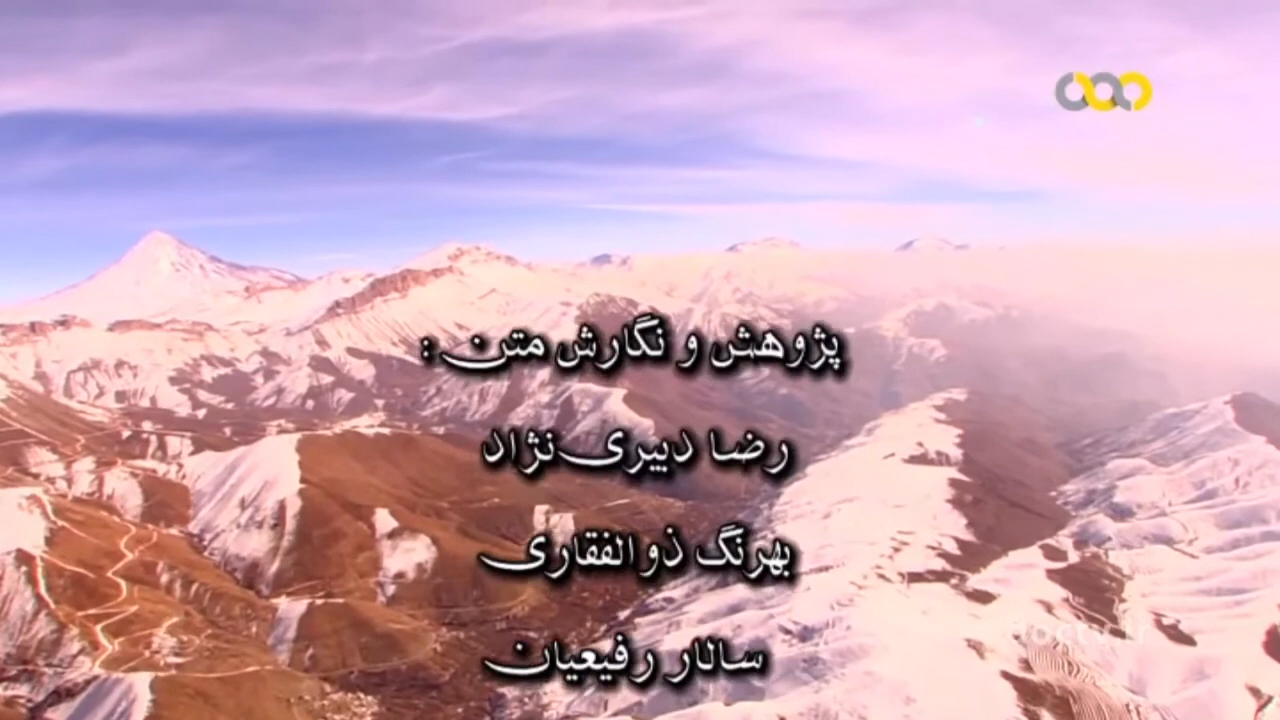 پژوهش و نگارش متن :
رضا دبیری‌نژاد
بهرنگ ذوالفقاری
سالار رفیعیان